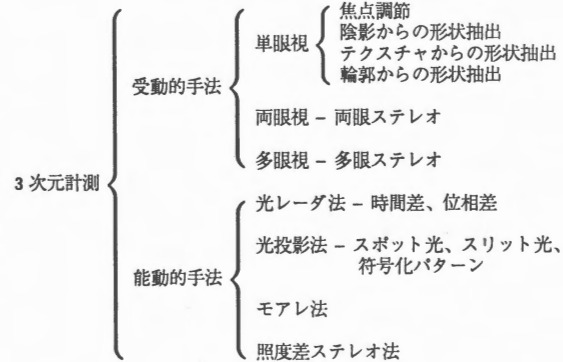 3 次元計測
受動的手法
単眼視
焦点調節
陰影からの形状抽出
テクスチャからの形状抽出
輪郭からの形状抽出
両眼視 − 両眼ステレオ
多眼視 − 多眼ステレオ
能動的手法
光レーダ法 − 時間差、位相差
光投影法 − スポット光、スリット光、
符号化パターン
モアレ法
照度差ステレオ法